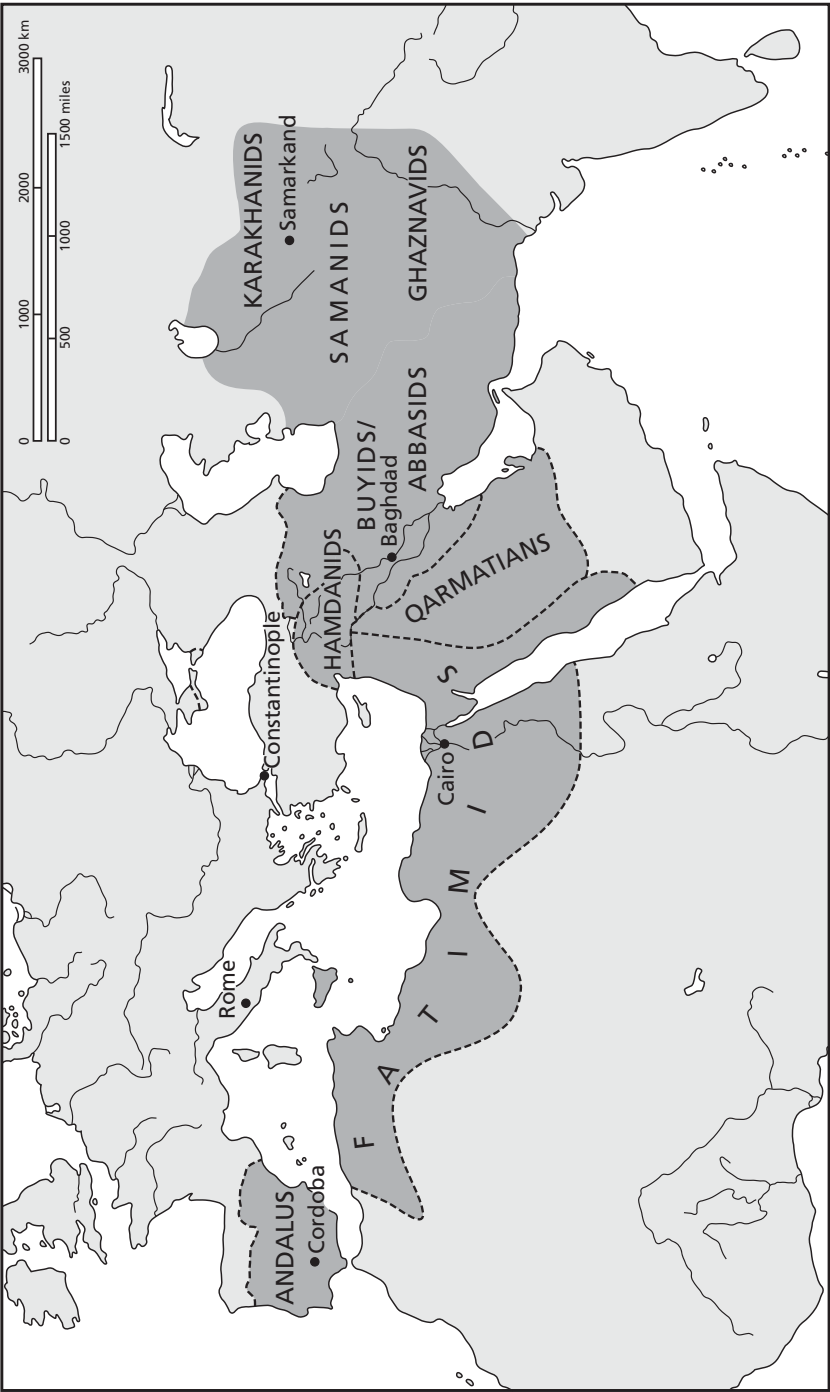 0 1000 2000 3000 km
0 500 1000 1500 miles
KARAKHANIDS
Samarkand
SAMANIDS
GHAZNAVIDS
BUYIDS/
Baghdad
ABBASIDS
HAMDANIDS
QARMATIANS
Constantinople
Cairo
FATIMIDS
Rome
ANDALUS
Cordoba